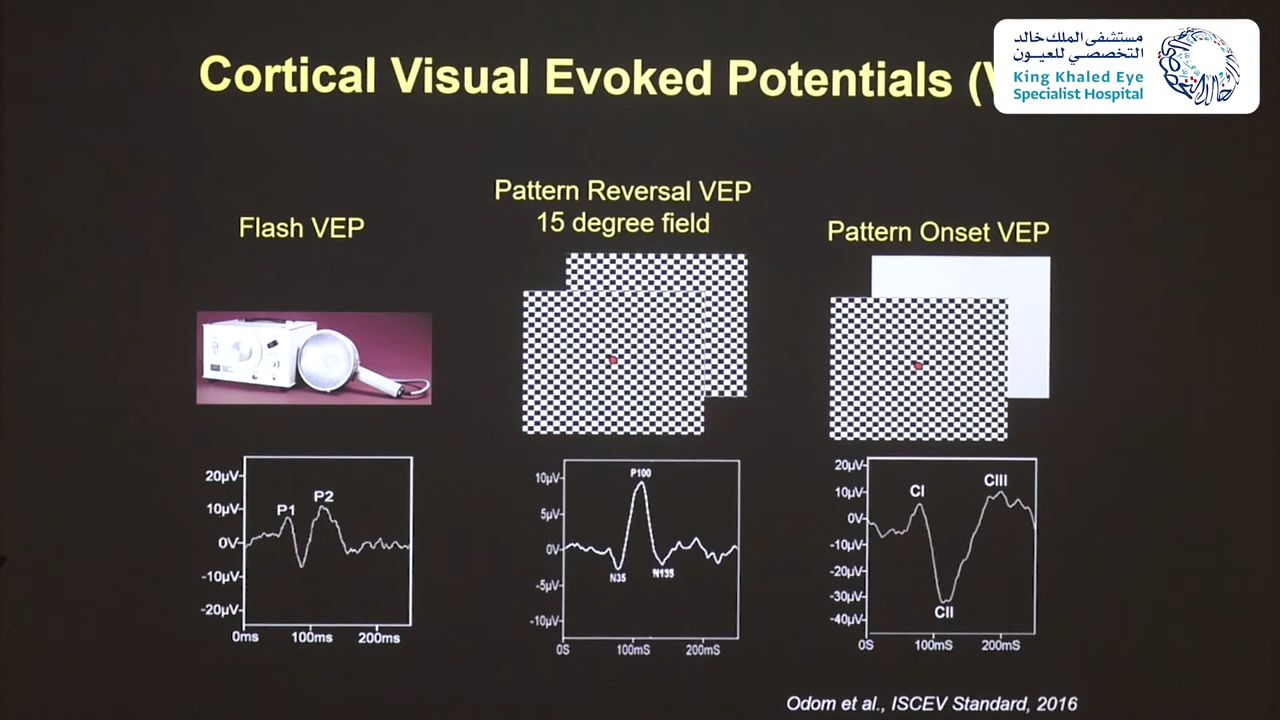 مستشفى الملك خالد
التخصصي للعيون
King Khaled Eye
Specialist Hospital
Cortical Visual Evoked Potentials (
Flash VEP
Pattern Reversal VEP
15 degree field
Pattern Onset VEP
20µV
10µV
0V
-10µV
-20µV
P1
P2
0ms
100ms
200ms
10µV
5µV
0V
-5µV
-10µV
P100
N35
N135
0S
100mS
200mS
20µV
10µV
0V
-10µV
-20µV
-30µV
-40µV
CI
CII
CIII
0S
100mS
200mS
Odom et al., ISCEV Standard, 2016